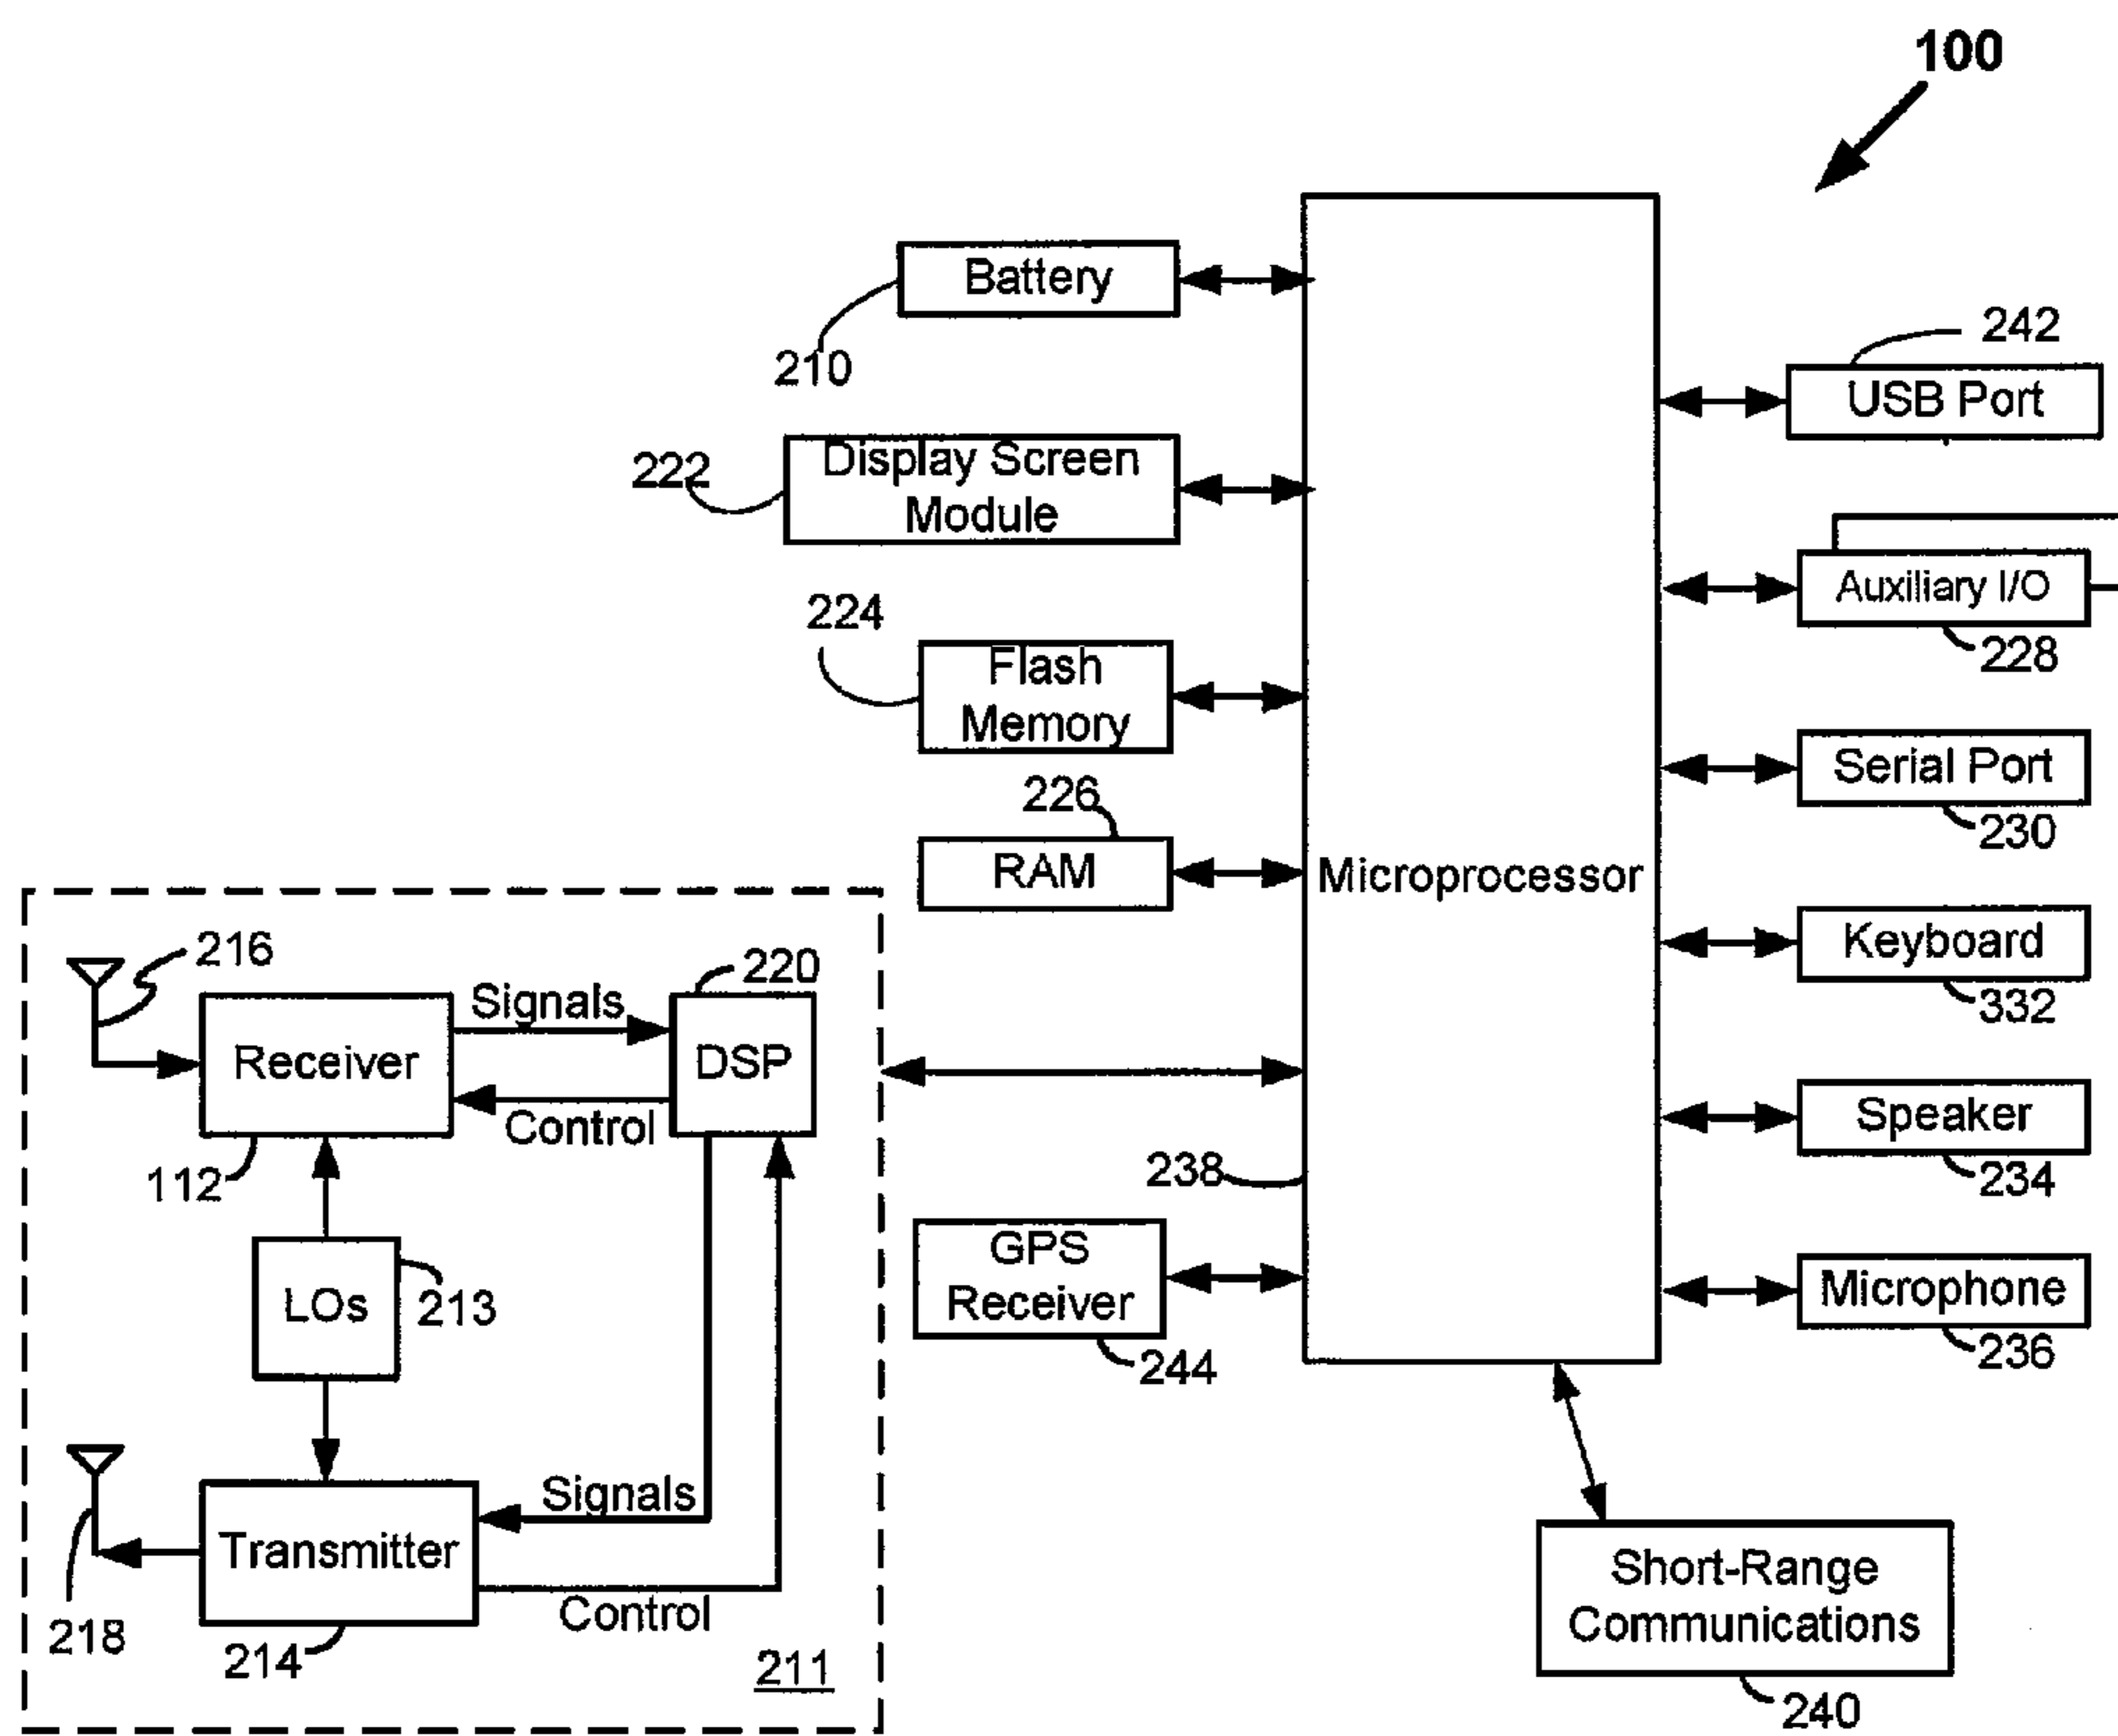 100
Battery
210
242
USB Port
222
Display Screen
Module
Auxiliary I/O
228
224
Flash
Memory
Serial Port
230
226
RAM
Microprocessor
Keyboard
332
216
220
Signals
Receiver
DSP
Control
112
Speaker
234
238
LOs
213
GPS
Receiver
244
Microphone
236
Signals
Transmitter
Control
218
214
211
Short-Range
Communications
240